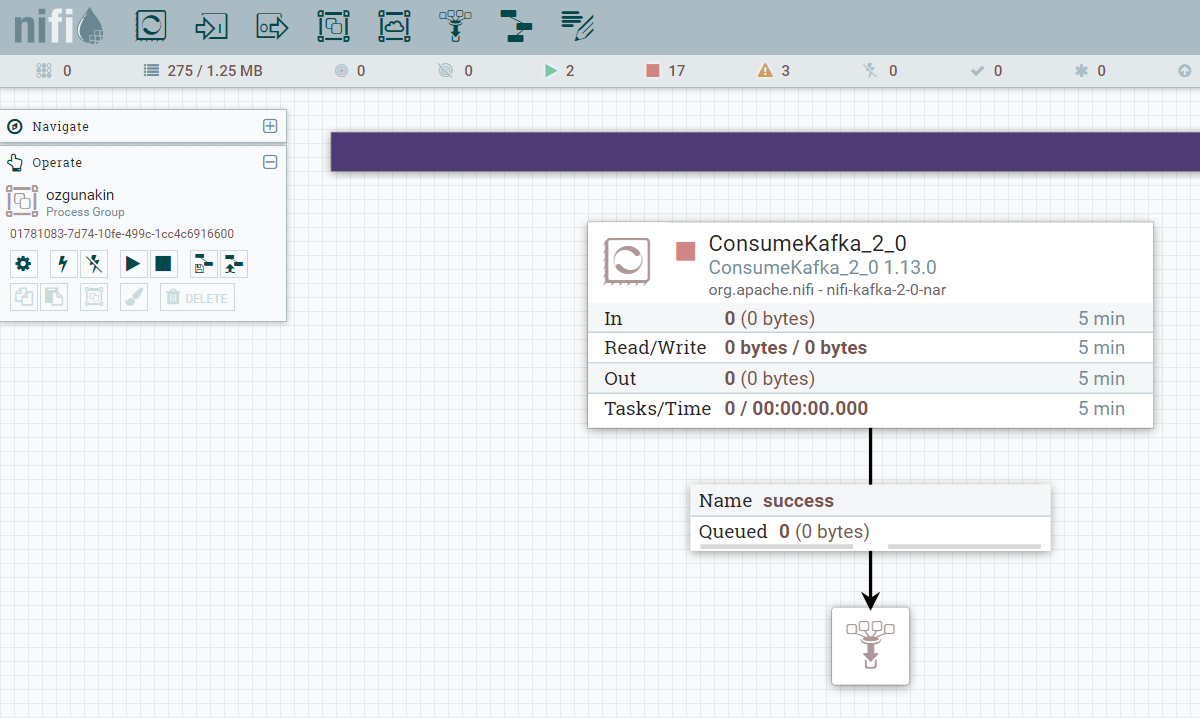 nifi
0 275 / 1.25 MB 0 0 2 17 3 0 0 0
Navigate
Operate
ozgunakin
Process Group
01781083-7d74-10fe-499c-1cc4c6916600
DELETE
ConsumeKafka_2_0
ConsumeKafka_2_0 1.13.0
org.apache.nifi - nifi-kafka-2-0-nar
In 0 (0 bytes) 5 min
Read/Write 0 bytes / 0 bytes 5 min
Out 0 (0 bytes) 5 min
Tasks/Time 0 / 00:00:00.000 5 min
Name success
Queued 0 (0 bytes)